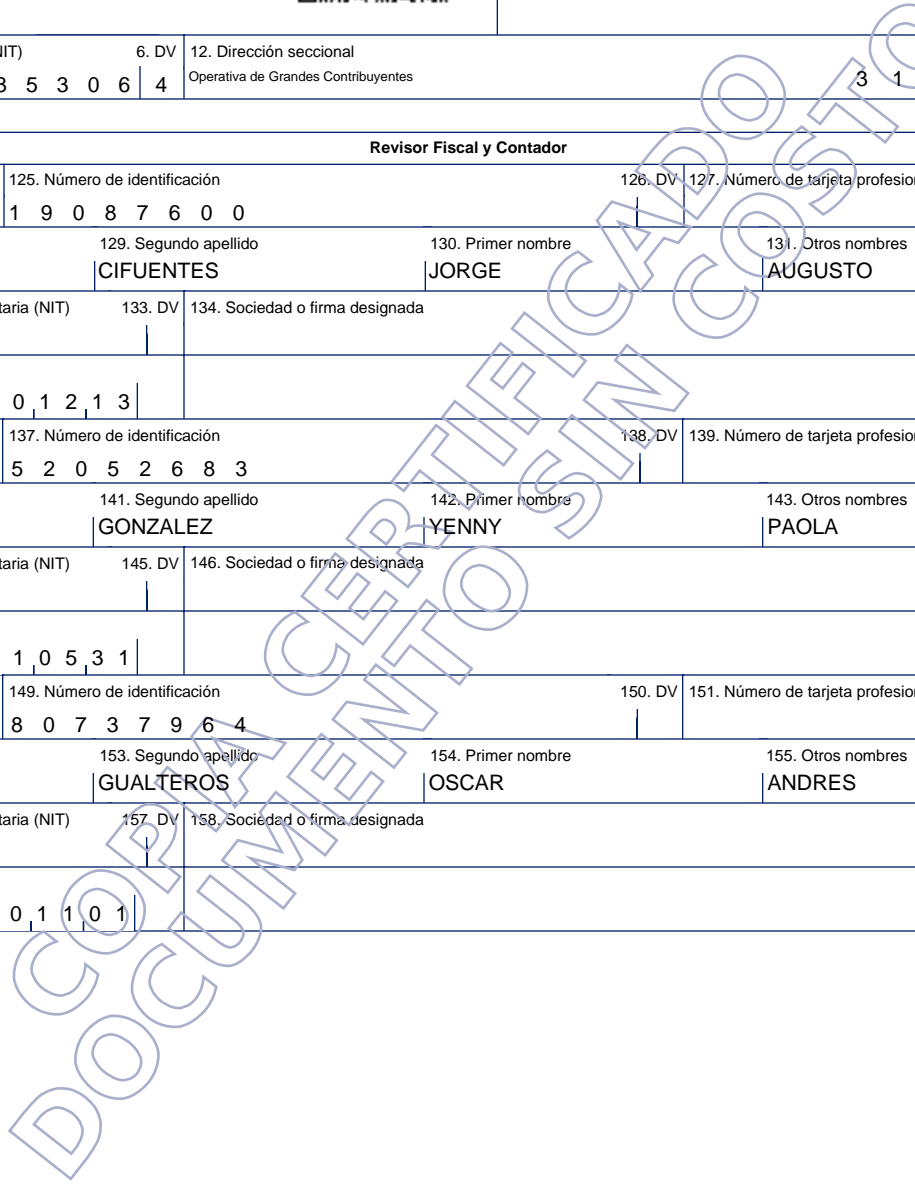 NIT) 6. DV 12. Dirección seccional
3 5 3 0 6 4 Operativa de Grandes Contribuyentes 3 1
Revisor Fiscal y Contador
125. Número de identificación 126. DV 127. Número de tarjeta profesion
1 9 0 8 7 6 0 0
129. Segundo apellido 130. Primer nombre 131. Otros nombres
CIFUENTES JORGE AUGUSTO
taria (NIT) 133. DV 134. Sociedad o firma designada
0 1 2 1 3
137. Número de identificación 138. DV 139. Número de tarjeta profesion
5 2 0 5 2 6 8 3
141. Segundo apellido 142. Primer nombre 143. Otros nombres
GONZALEZ YENNY PAOLA
taria (NIT) 145. DV 146. Sociedad o firma designada
1 0 5 3 1
149. Número de identificación 150. DV 151. Número de tarjeta profesion
8 0 7 3 7 9 6 4
153. Segundo apellido 154. Primer nombre 155. Otros nombres
GUALTEROS OSCAR ANDRES
taria (NIT) 157. DV 158. Sociedad o firma designada
0 1 1 0 1
COPIA CERTIFICADO
DOCUMENTO SIN COSTO